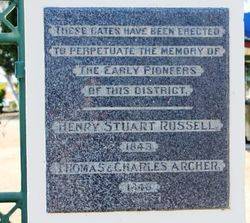 THESE GATES HAVE BEEN ERECTED
TO PERPETUATE THE MEMORY OF
THE EARLY PIONEERS
OF THIS DISTRICT.
HENRY STUART RUSSELL
1843
THOMAS & CHARLES ARCHER
1848